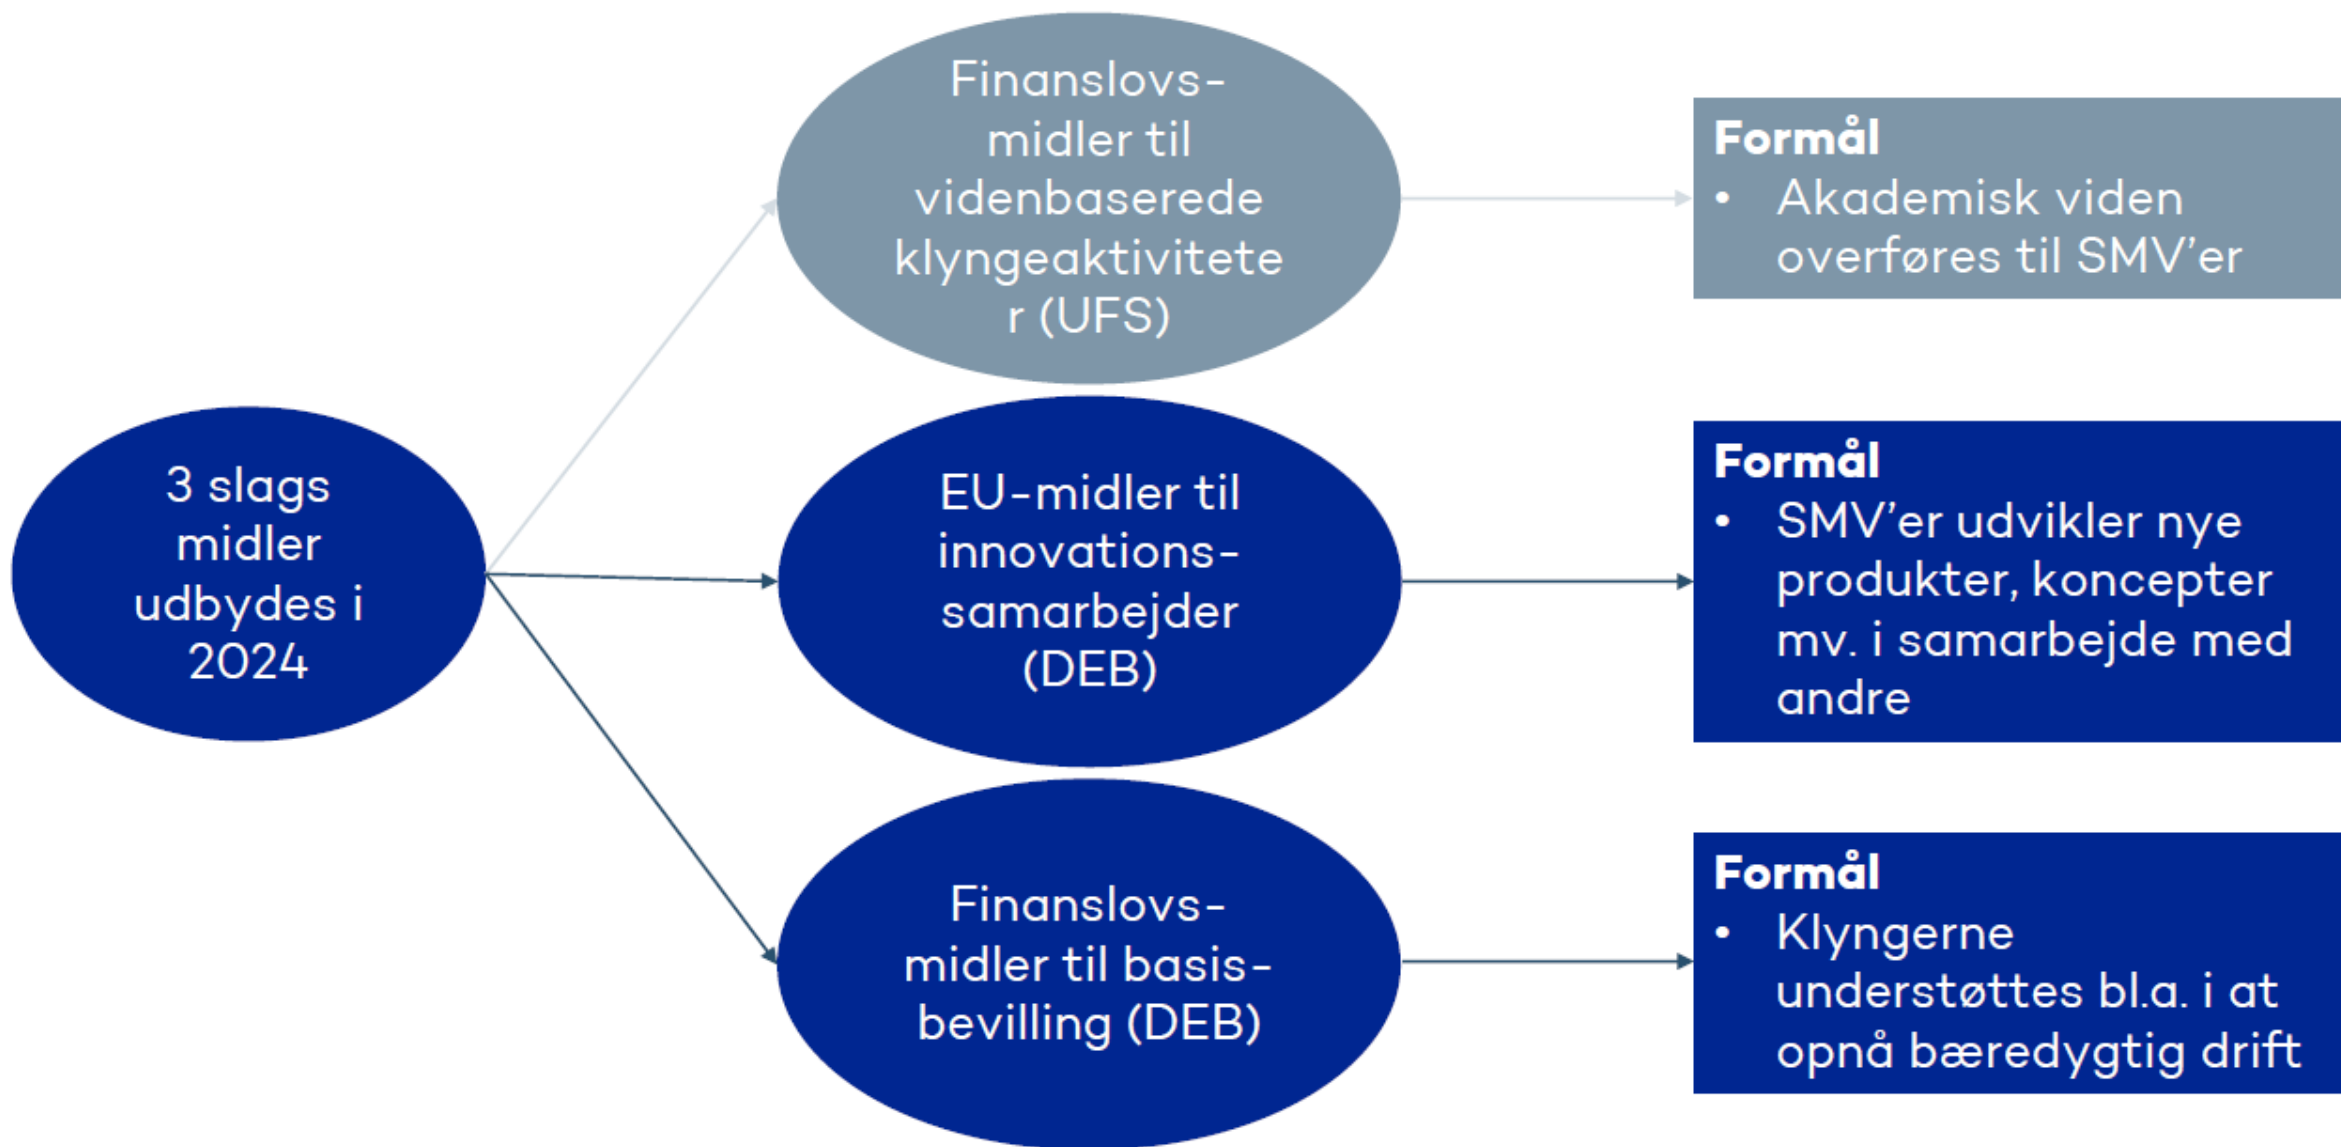 3 slags
midler
udbydes i
2024
Finanslovs-
midler til
videnbaserede
klyngeaktivitete
r (UFS)
Formål
• Akademisk viden
overføres til SMV'er
EU-midler til
innovations-
samarbejder
(DEB)
Formål
• SMV'er udvikler nye
produkter, koncepter
mv. i samarbejde med
andre
Finanslovs-
midler til basis-
bevilling (DEB)
Formål
• Klyngerne
understøttes bl.a. i at
opnå bæredygtig drift